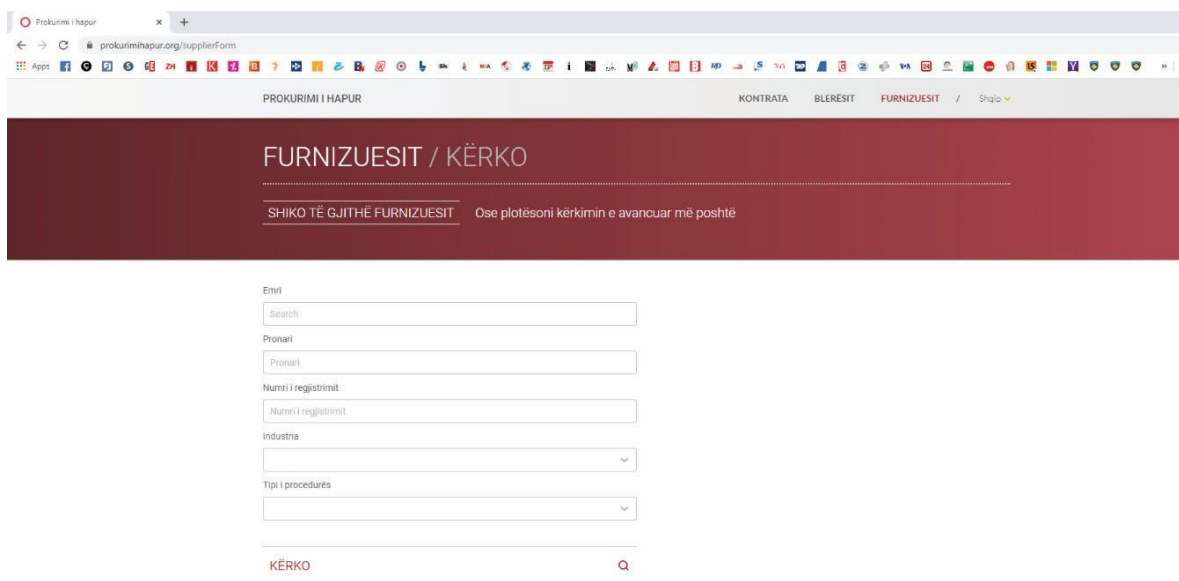 Prokurimi i hapur
prokurimihapur.org/supplierForm
Apps
PROKURIMI I HAPUR
KONTRATA BLERËSIT FURNIZUESIT / Shqip
FURNIZUESIT / KËRKO
SHIKO TË GJITHË FURNIZUESIT Ose plotësoni kërkimin e avancuar më poshtë
Emri
Search
Pronari
Pronari
Numri i regjistrimit
Numri i regjistrimit
Industria
Tipi i procedurës
KËRKO